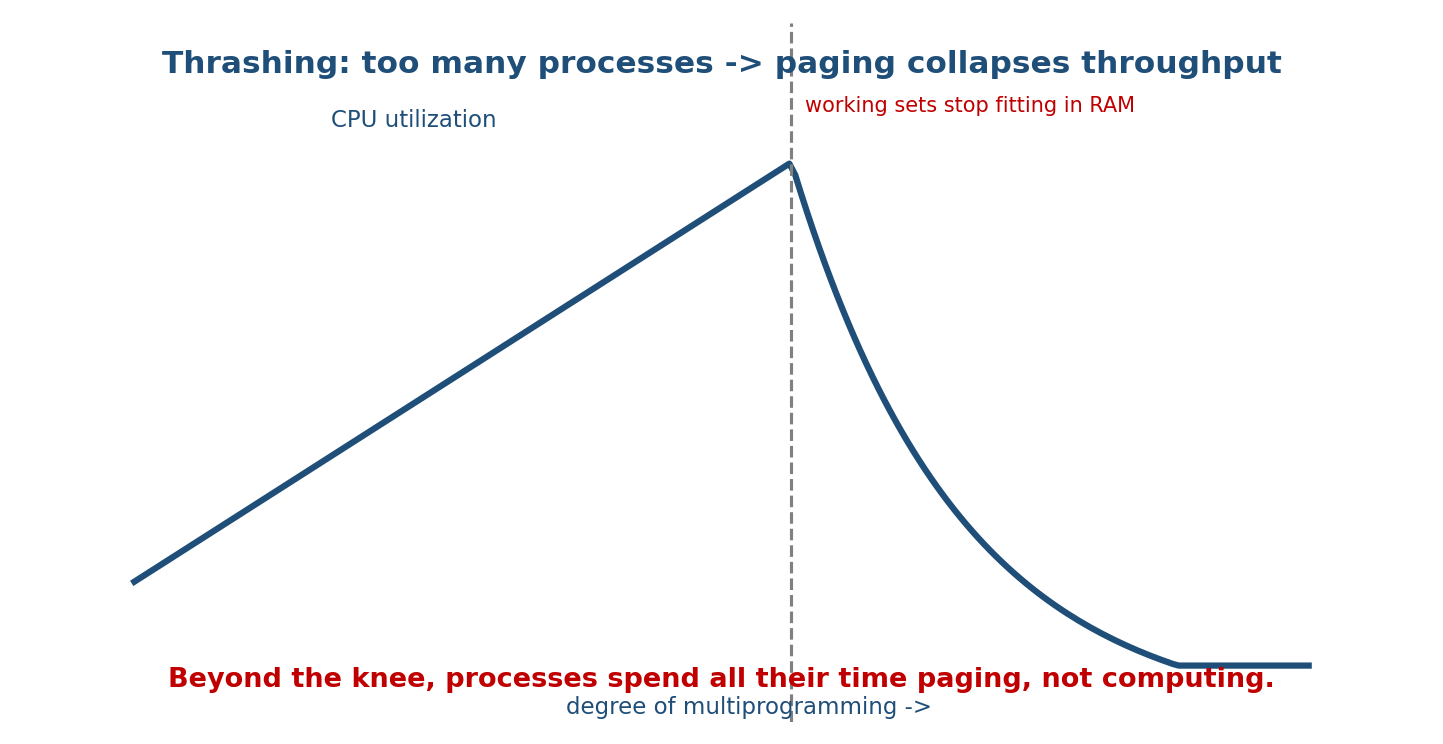 Thrashing: too many processes -> paging collapses throughput
working sets stop fitting in RAM
CPU utilization
Beyond the knee, processes spend all their time paging, not computing.
degree of multiprogramming ->